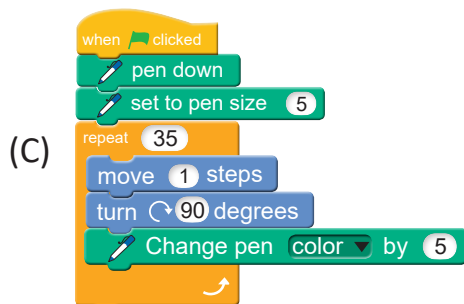 when clicked
pen down
set to pen size 5
(C)
repeat 35
move 1 steps
turn 90 degrees
Change pen color by 5